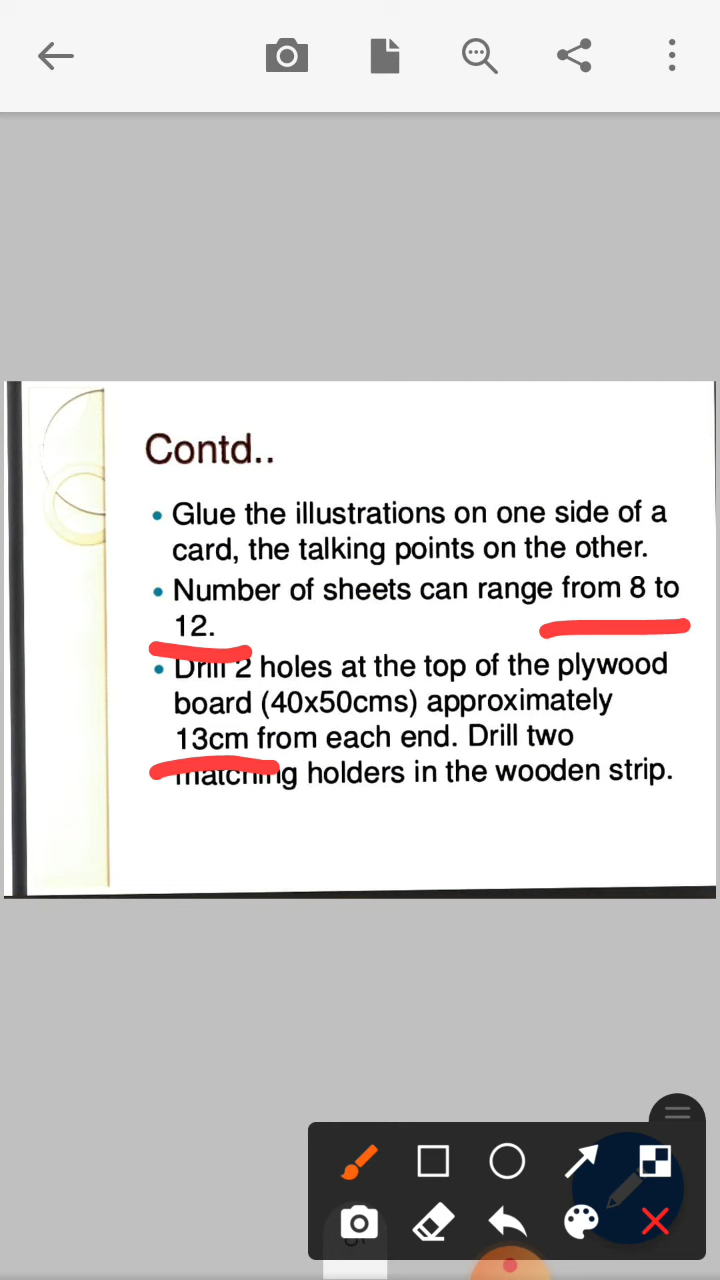 Contd..
• Glue the illustrations on one side of a
card, the talking points on the other.
• Number of sheets can range from 8 to
12.
• Drill 2 holes at the top of the plywood
board (40x50cms) approximately
13cm from each end. Drill two
matching holders in the wooden strip.